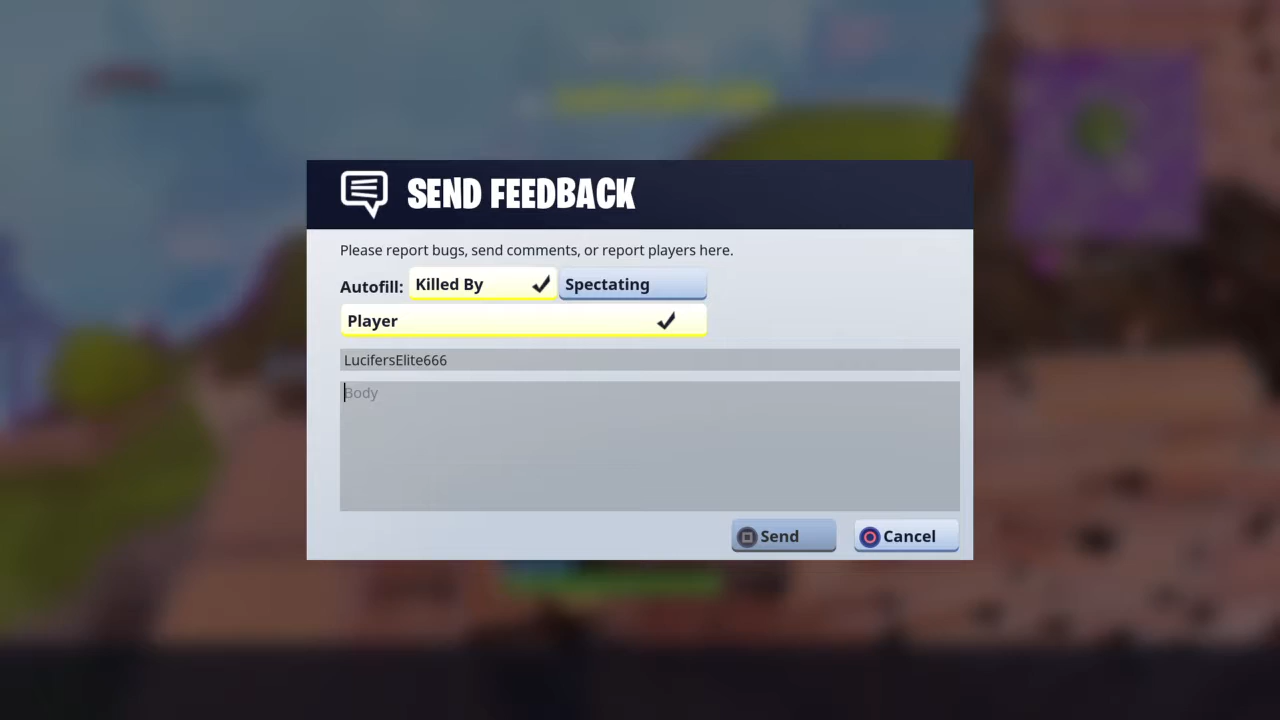 SEND FEEDBACK
Please report bugs, send comments, or report players here.
Autofill: Killed By Spectating
Player
LucifersElite666
Body
Send Cancel